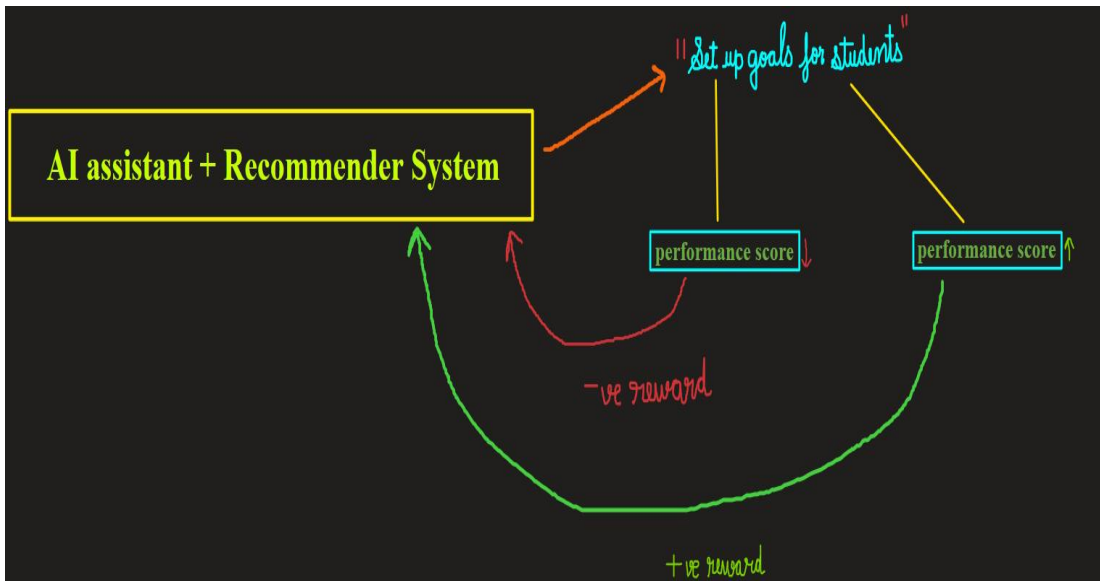 "Set up goals for students"
AI assistant + Recommender System
performance score ↓
performance score ↑
-ve reward
+ve reward